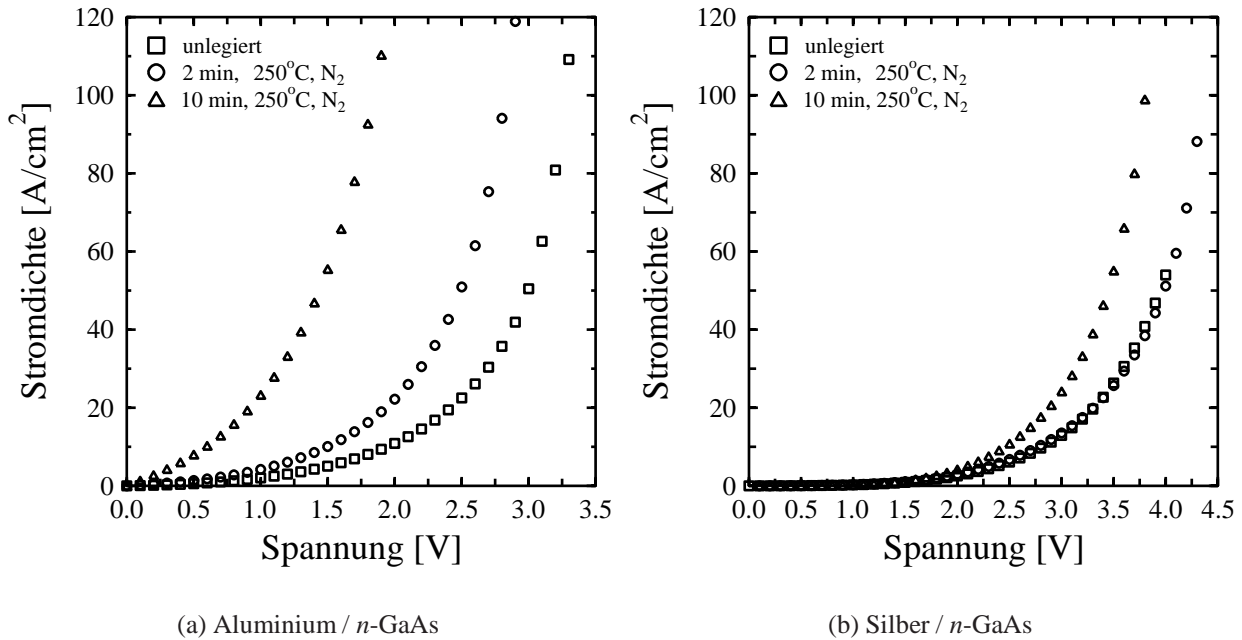 120
100
80
60
40
20
0
Stromdichte [A/cm²]
unlegiert
2 min, 250°C, N₂
10 min, 250°C, N₂
0.0 0.5 1.0 1.5 2.0 2.5 3.0 3.5
Spannung [V]
(a) Aluminium / n-GaAs
120
100
80
60
40
20
0
Stromdichte [A/cm²]
unlegiert
2 min, 250°C, N₂
10 min, 250°C, N₂
0.0 0.5 1.0 1.5 2.0 2.5 3.0 3.5 4.0 4.5
Spannung [V]
(b) Silber / n-GaAs